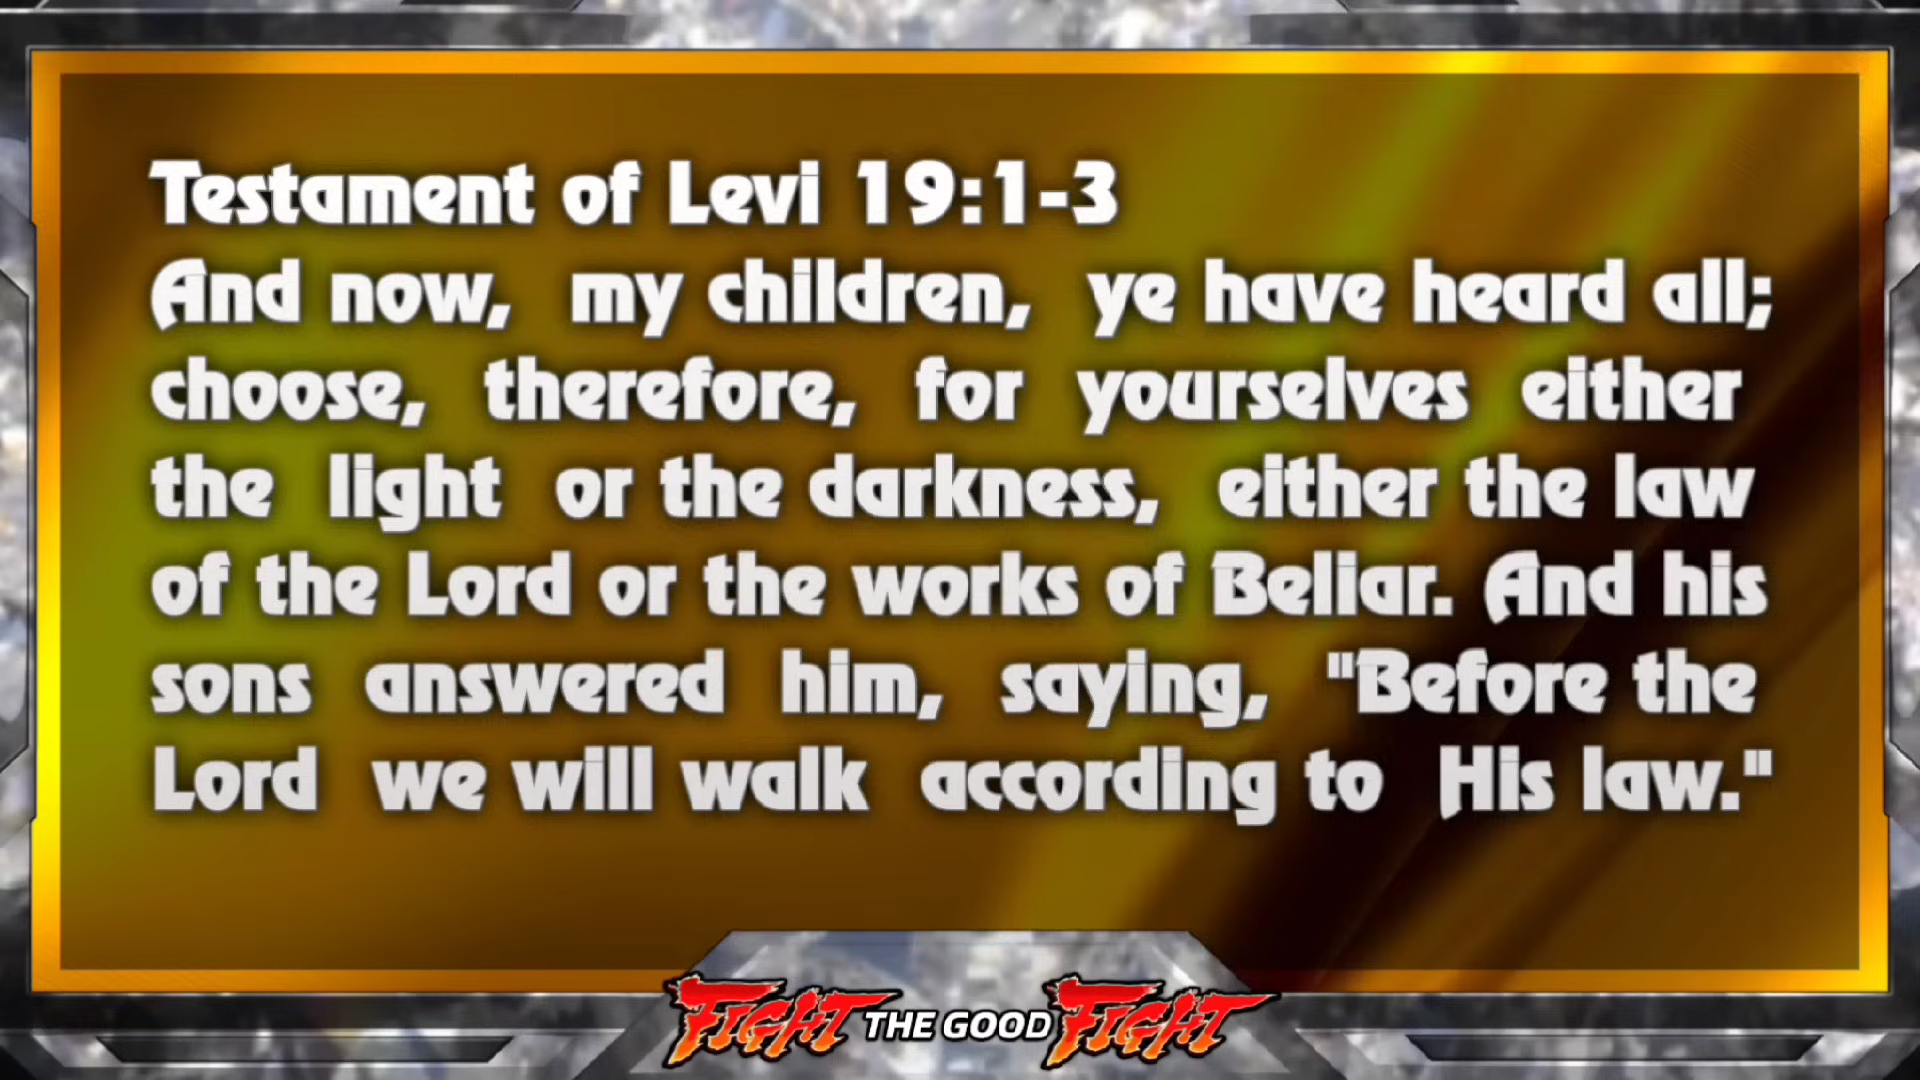 Testament of Levi 19:1-3
And now, my children, ye have heard all;
choose, therefore, for yourselves either
the light or the darkness, either the law
of the Lord or the works of Beliar. And his
sons answered him, saying, "Before the
Lord we will walk according to His law."
FIGHT THE GOOD FIGHT